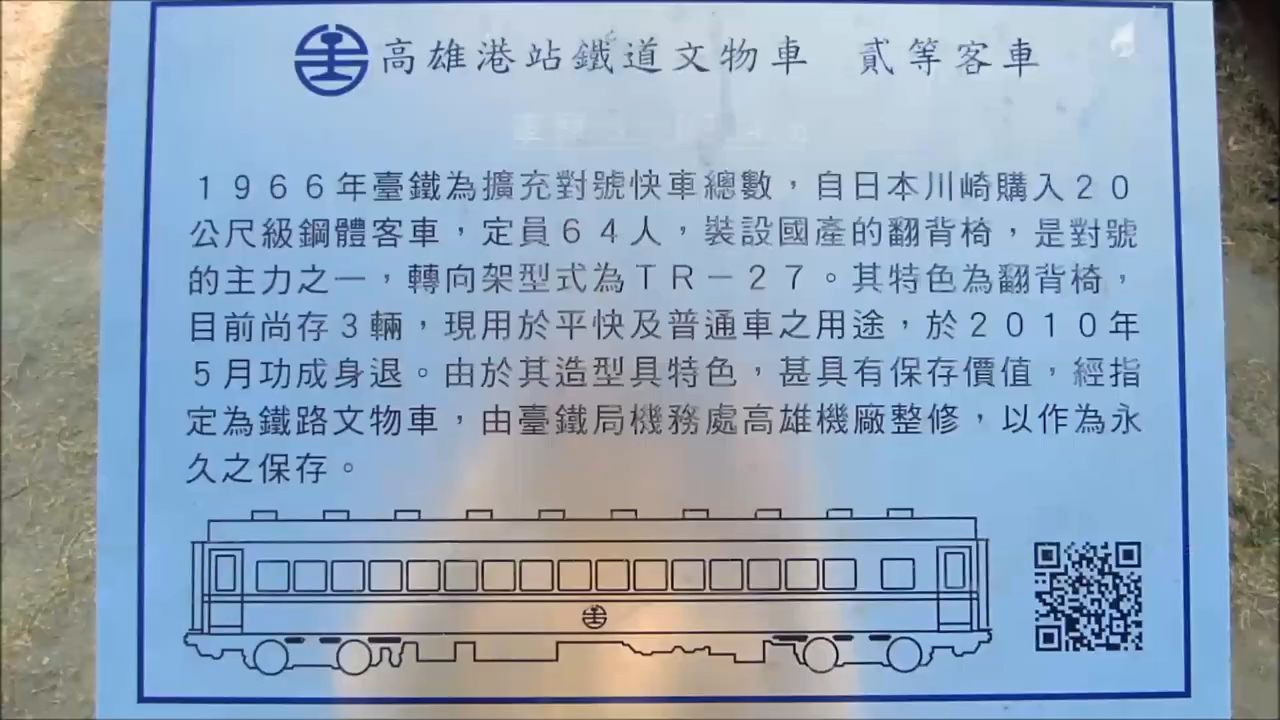 高雄港站鐵道文物車　貳等客車
１９６６年臺鐵為擴充對號快車總數，自日本川崎購入２０
公尺級鋼體客車，定員６４人，裝設國產的翻背椅，是對號
的主力之一，轉向架型式為ＴＲ－２７。其特色為翻背椅，
目前尚存３輛，現用於平快及普通車之用途，於２０１０年
５月功成身退。由於其造型具特色，甚具有保存價值，經指
定為鐵路文物車，由臺鐵局機務處高雄機廠整修，以作為永
久之保存。